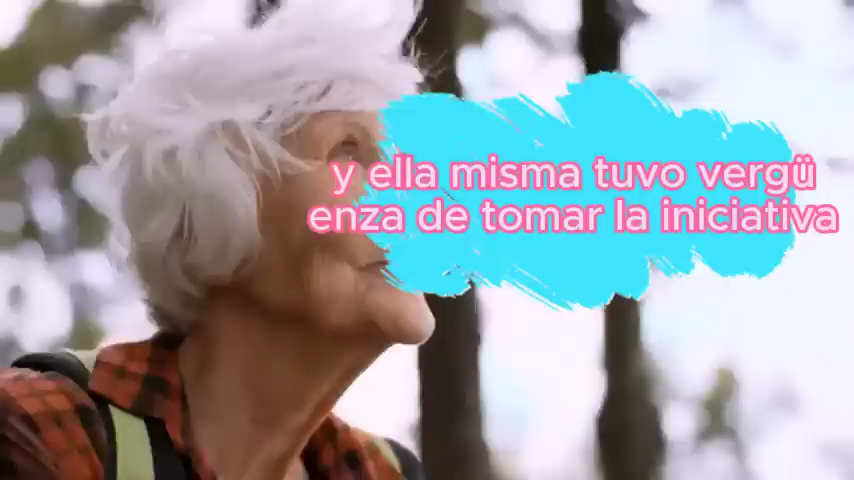 y ella misma tuvo vergü
enza de tomar la iniciativa